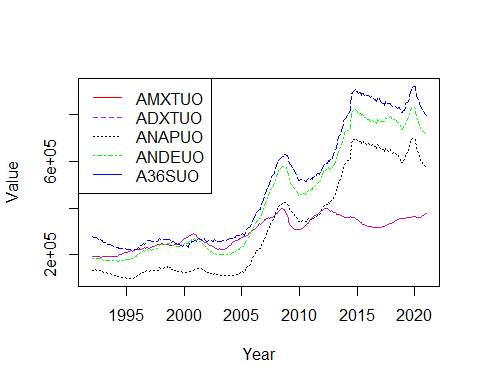 AMXTUO
ADXTUO
ANAPUO
ANDEUO
A36SUO
Value
6e+05
2e+05
1995 2000 2005 2010 2015 2020
Year